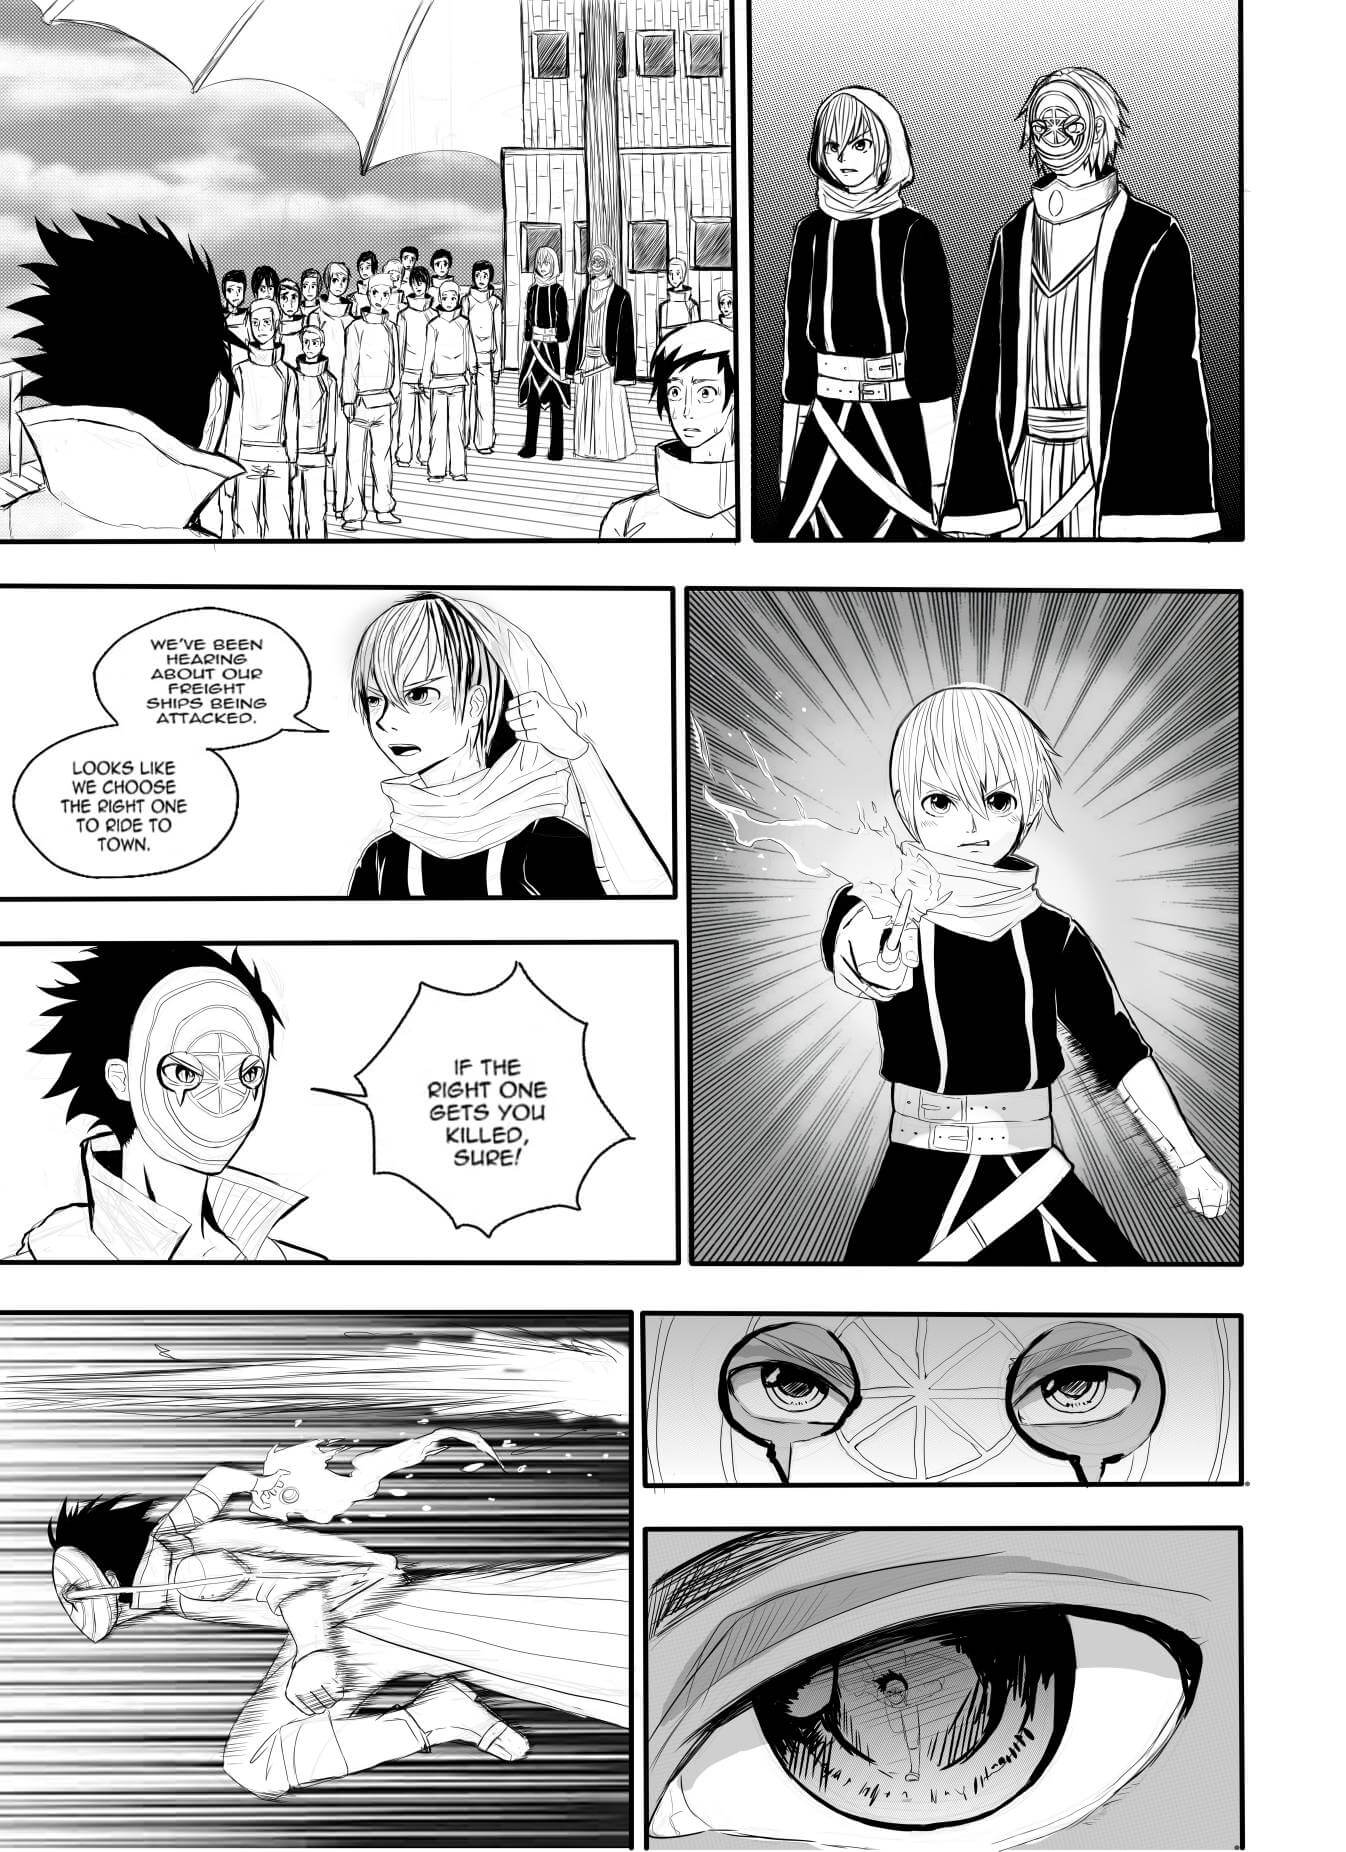 WE'VE BEEN
HEARING
ABOUT OUR
FREIGHT
SHIPS BEING
ATTACKED.
LOOKS LIKE
WE CHOOSE
THE RIGHT ONE
TO RIDE TO
TOWN.
IF THE
RIGHT ONE
GETS YOU
KILLED,
SURE!